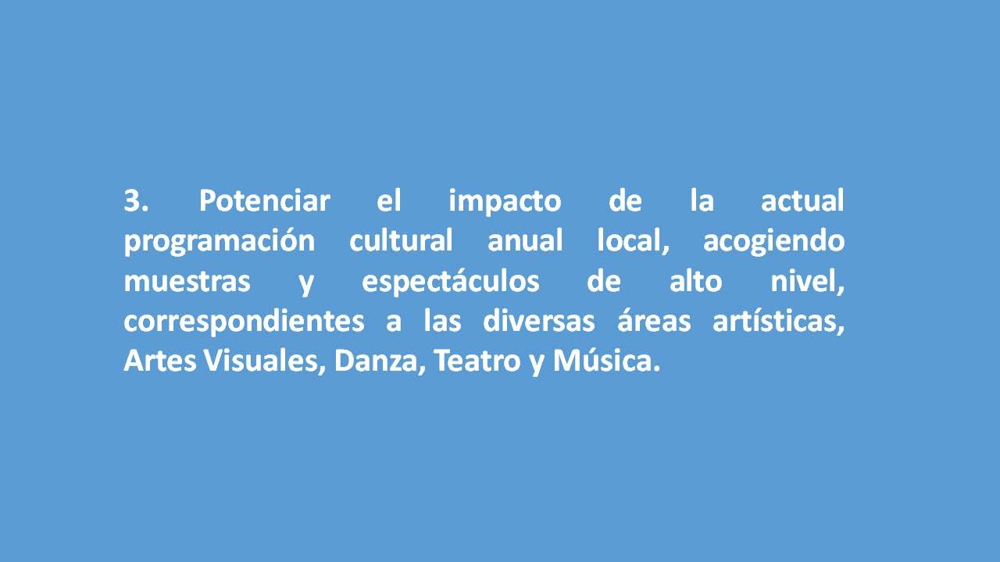 3. Potenciar el impacto de la actual
programación cultural anual local, acogiendo
muestras y espectáculos de alto nivel,
correspondientes a las diversas áreas artísticas,
Artes Visuales, Danza, Teatro y Música.